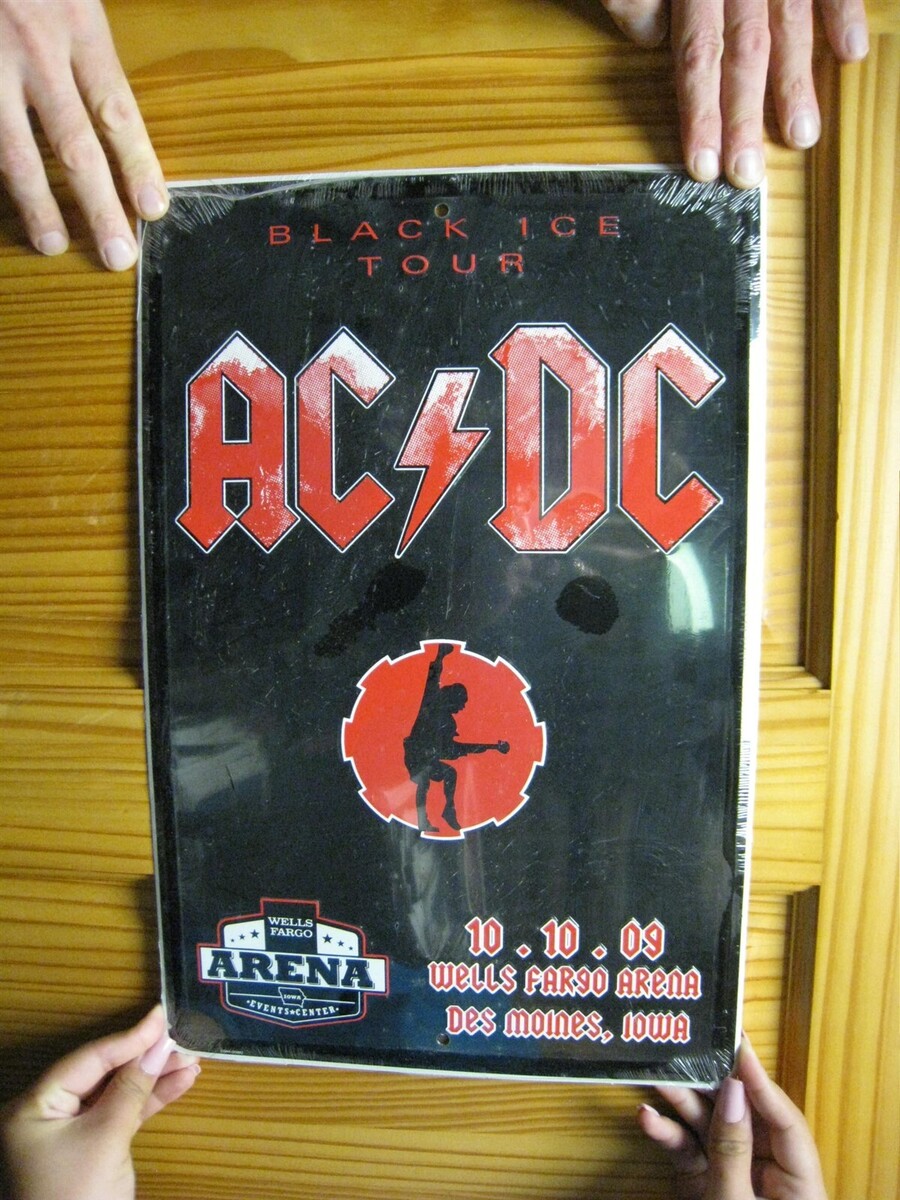 BLACK ICE
TOUR
AC⚡DC
WELLS
FARGO
ARENA
IOWA
EVENTS★CENTER
10.10.09
WELLS FARGO ARENA
DES MOINES, IOWA